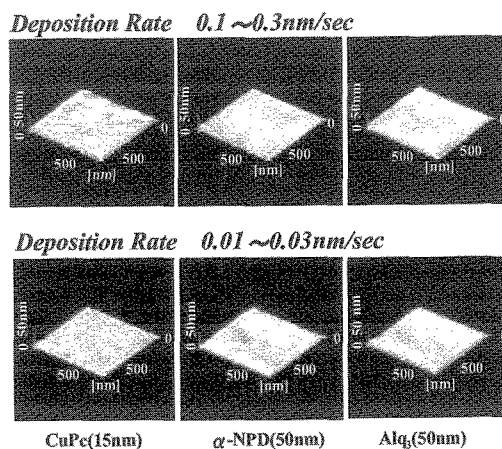 Deposition Rate 0.1 ~0.3nm/sec
0 50nm 500 [nm] 500
0 50nm 500 [nm] 500 0
0 50nm 500 [nm] 500 0
Deposition Rate 0.01 ~0.03nm/sec
0 50nm 500 [nm] 500 0
0 50nm 500 [nm] 500 0
0 50 nm 500 [nm] 500
CuPc(15nm) α-NPD(50nm) Alq3(50nm)